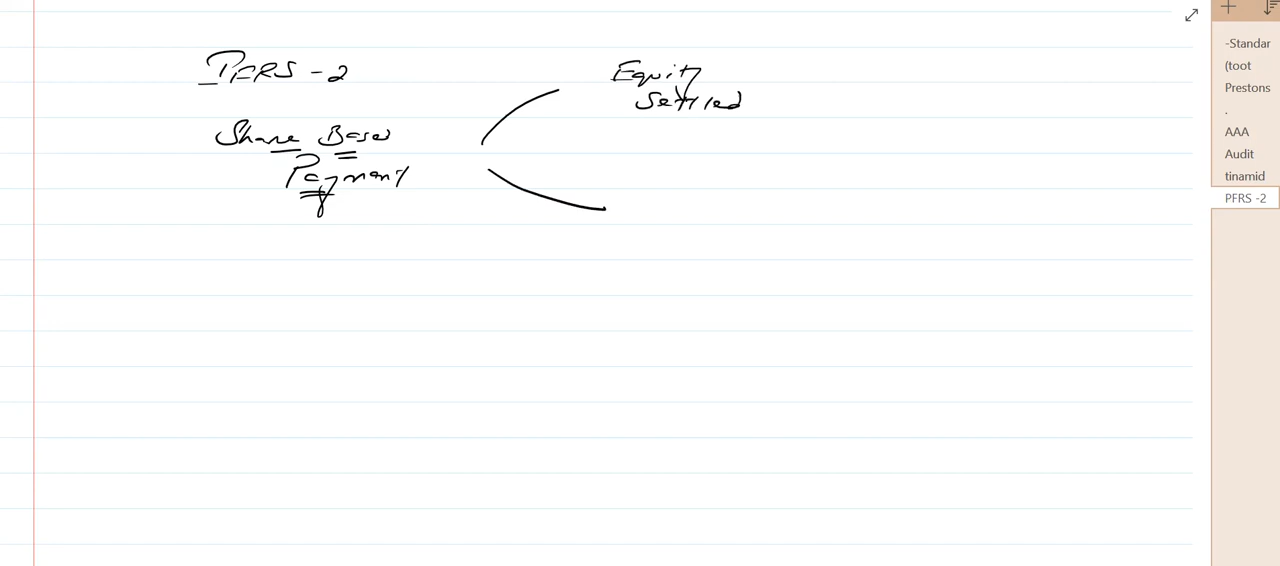 PFRS - 2
Share Based
Payment
Equity
Settled
-Standar
(toot
Prestons
.
AAA
Audit
tinamid
PFRS -2